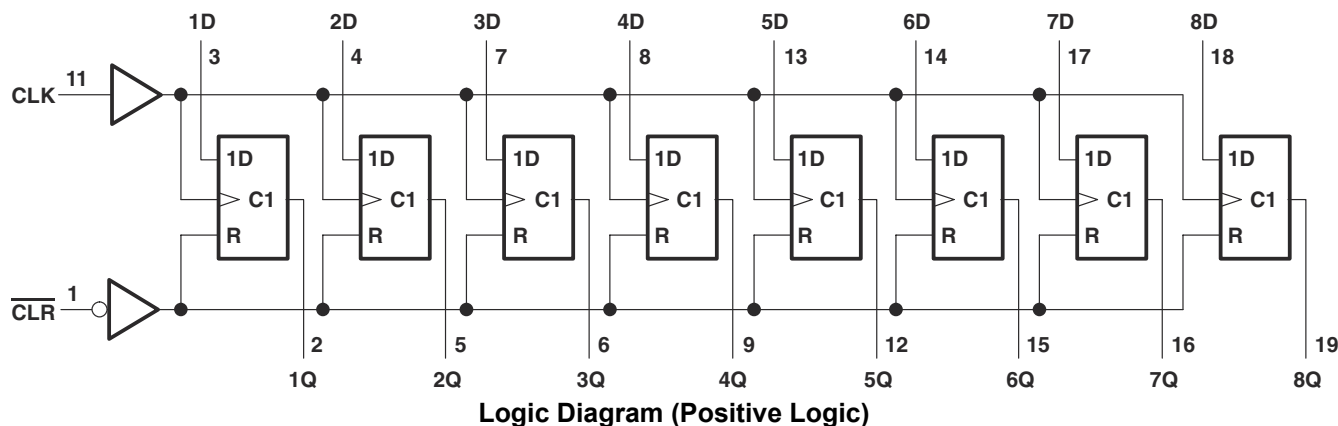 1D 2D 3D 4D 5D 6D 7D 8D
3 4 7 8 13 14 17 18
CLK 11
1D 1D 1D 1D 1D 1D 1D 1D
C1 C1 C1 C1 C1 C1 C1 C1
R R R R R R R R
CLR 1
2 5 6 9 12 15 16 19
1Q 2Q 3Q 4Q 5Q 6Q 7Q 8Q
Logic Diagram (Positive Logic)